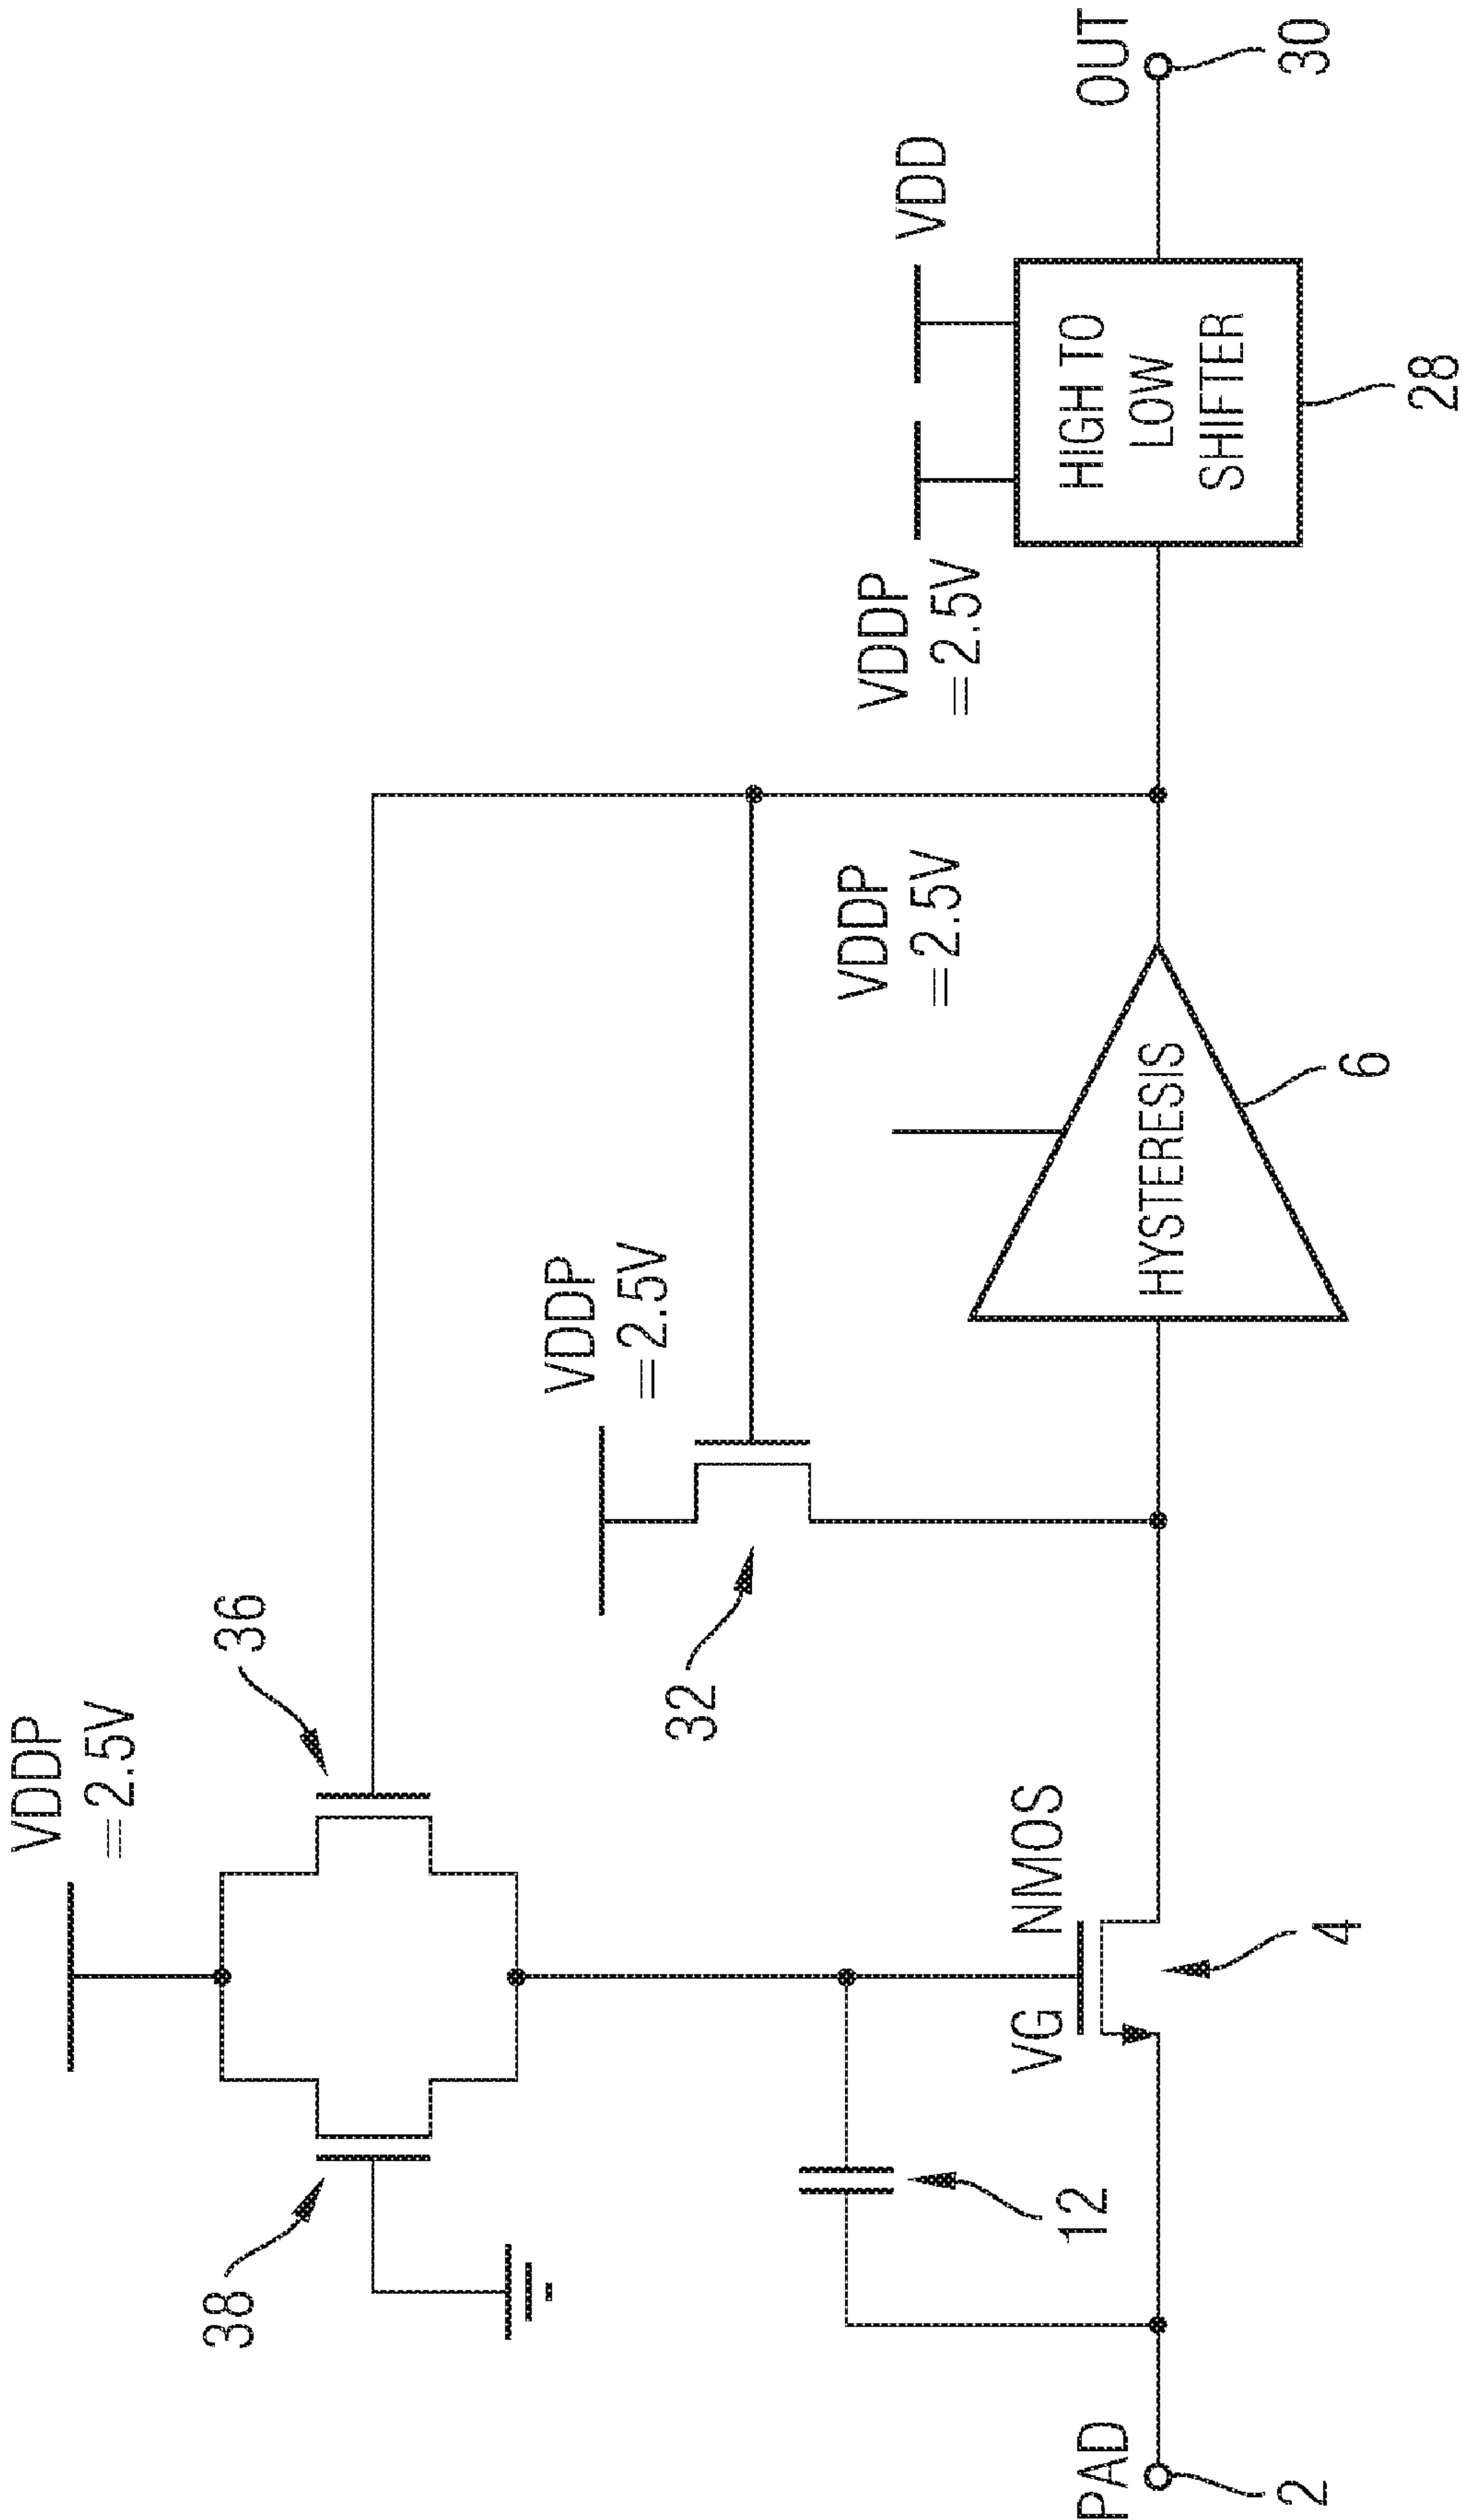 VDDP
=2.5V
38
36
VDDP
=2.5V
32
VDDP
=2.5V
VDDP
=2.5V
VDD
12
VG
NMOS
4
HYSTERESIS
6
HIGH TO
LOW
SHIFTER
28
PAD
2
OUT
30